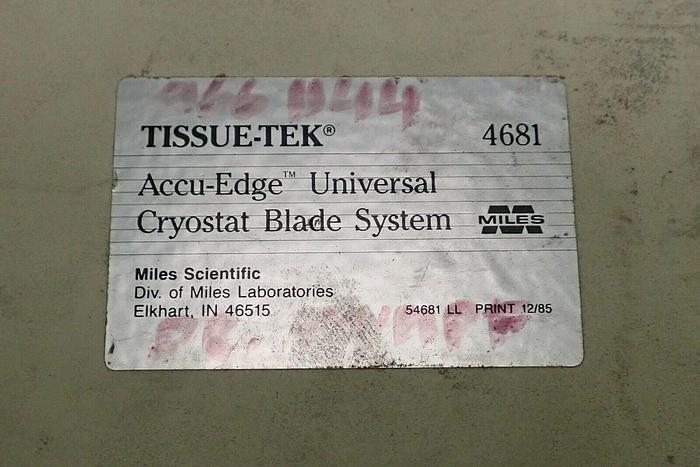 TISSUE-TEK® 4681
Accu-Edge™ Universal
Cryostat Blade System MILES
Miles Scientific
Div. of Miles Laboratories
Elkhart, IN 46515 54681 LL PRINT 12/85